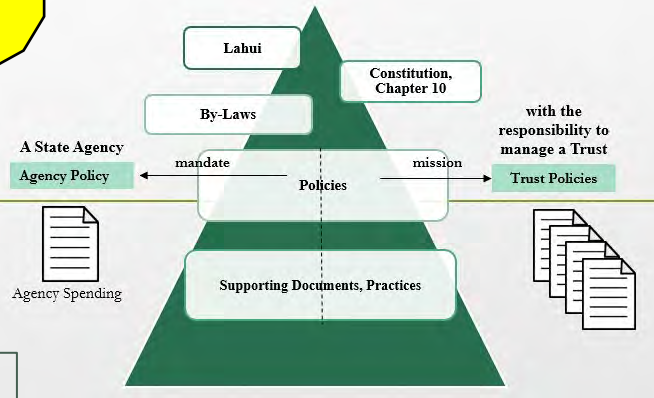 Lahui
Constitution,
Chapter 10
By-Laws
A State Agency
Agency Policy
mandate
Policies
mission
with the
responsibility to
manage a Trust
Trust Policies
Agency Spending
Supporting Documents, Practices